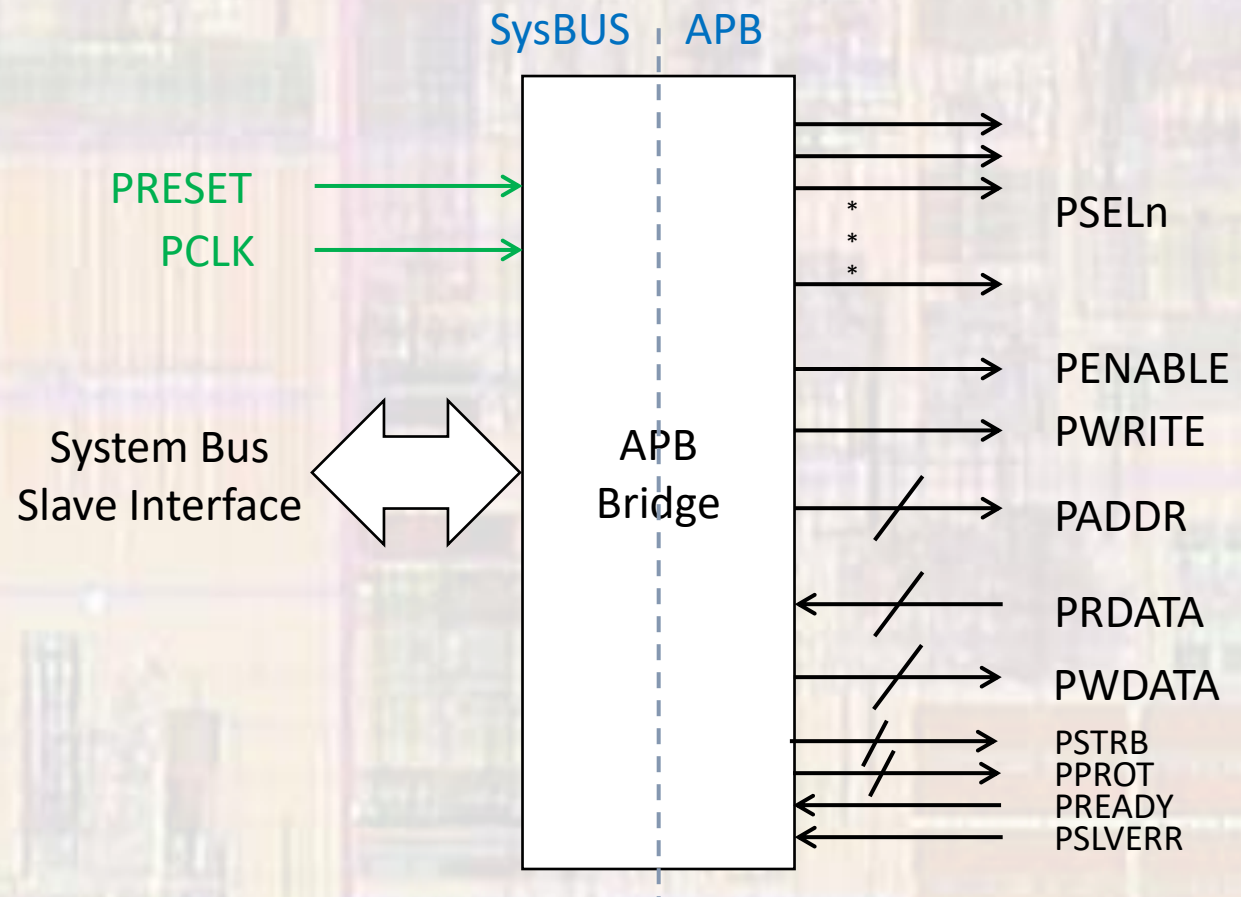 SysBUS APB
PRESET
PCLK
System Bus
Slave Interface
APB
Bridge
*
*
*
PSELn
PENABLE
PWRITE
PADDR
PRDATA
PWDATA
PSTRB
PPROT
PREADY
PSLVERR